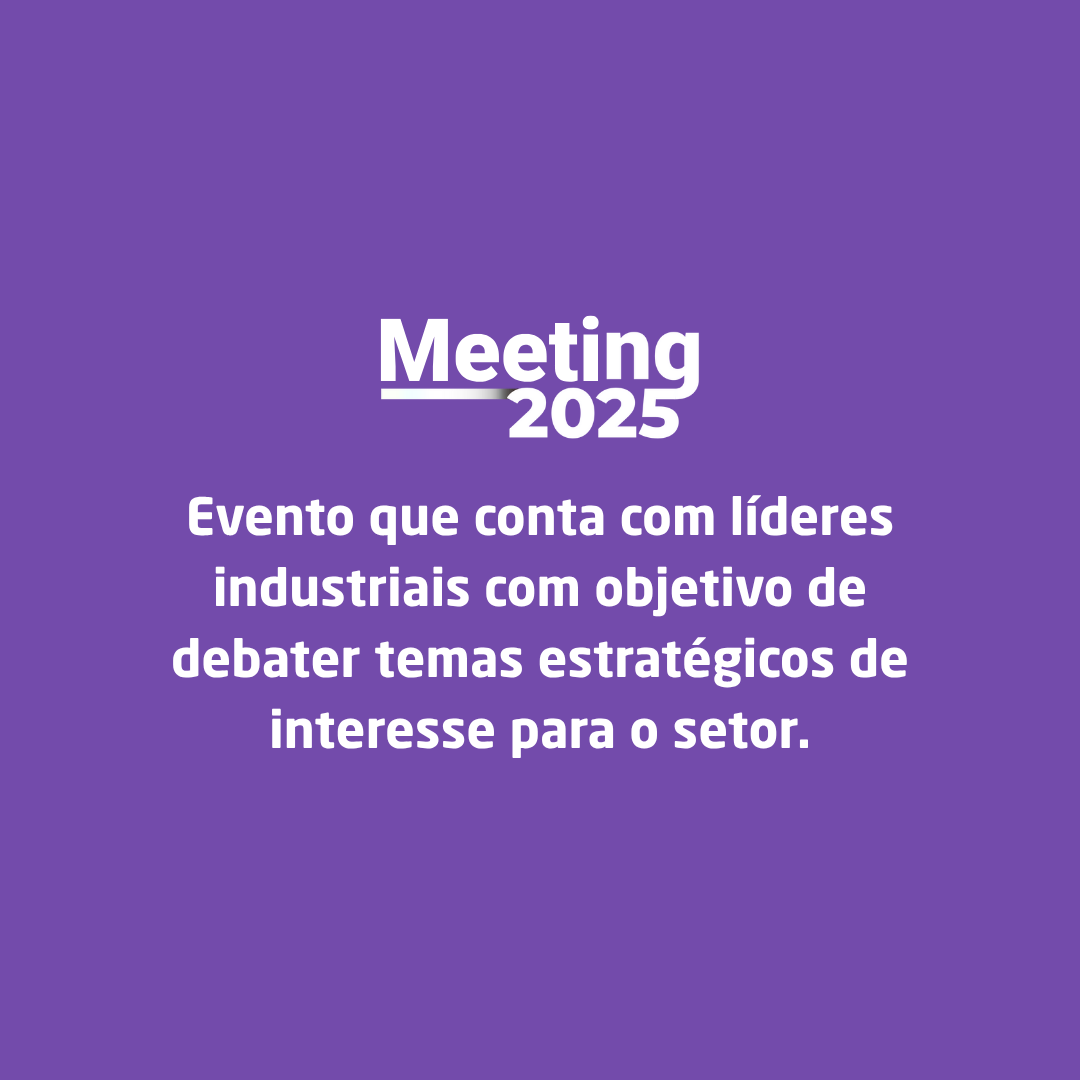 Meeting
2025
Evento que conta com líderes
industriais com objetivo de
debater temas estratégicos de
interesse para o setor.